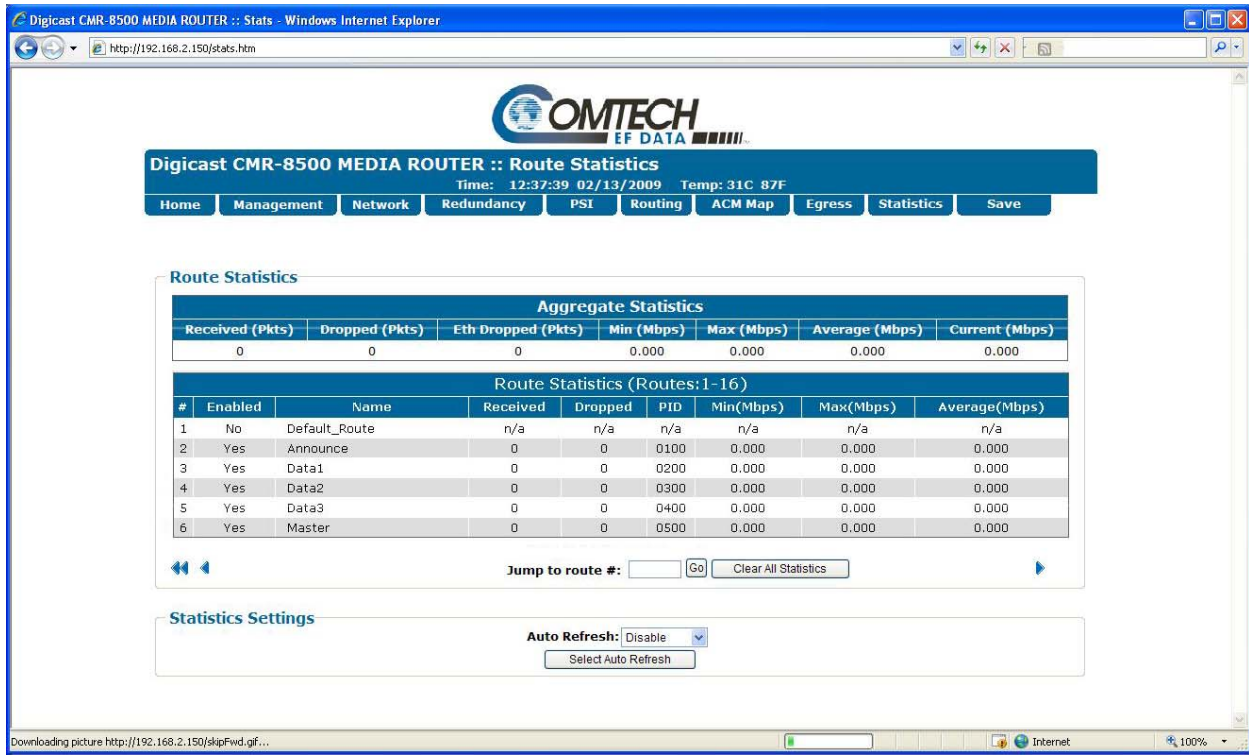 Digicast CMR-8500 MEDIA ROUTER :: Stats - Windows Internet Explorer
http://192.168.2.150/stats.htm
COMTECH
EF DATA
Digicast CMR-8500 MEDIA ROUTER :: Route Statistics
Time: 12:37:39 02/13/2009 Temp: 31C 87F
Home Management Network Redundancy PSI Routing ACM Map Egress Statistics Save
Route Statistics
Aggregate Statistics
Received (Pkts) Dropped (Pkts) Eth Dropped (Pkts) Min (Mbps) Max (Mbps) Average (Mbps) Current (Mbps)
0 0 0 0.000 0.000 0.000 0.000
Route Statistics (Routes:1-16)
# Enabled Name Received Dropped PID Min(Mbps) Max(Mbps) Average(Mbps)
1 No Default_Route n/a n/a n/a n/a n/a n/a
2 Yes Announce 0 0 0100 0.000 0.000 0.000
3 Yes Data1 0 0 0200 0.000 0.000 0.000
4 Yes Data2 0 0 0300 0.000 0.000 0.000
5 Yes Data3 0 0 0400 0.000 0.000 0.000
6 Yes Master 0 0 0500 0.000 0.000 0.000
Jump to route #: Go Clear All Statistics
Statistics Settings
Auto Refresh: Disable
Select Auto Refresh
Downloading picture http://192.168.2.150/skipFwd.gif... Internet 100%